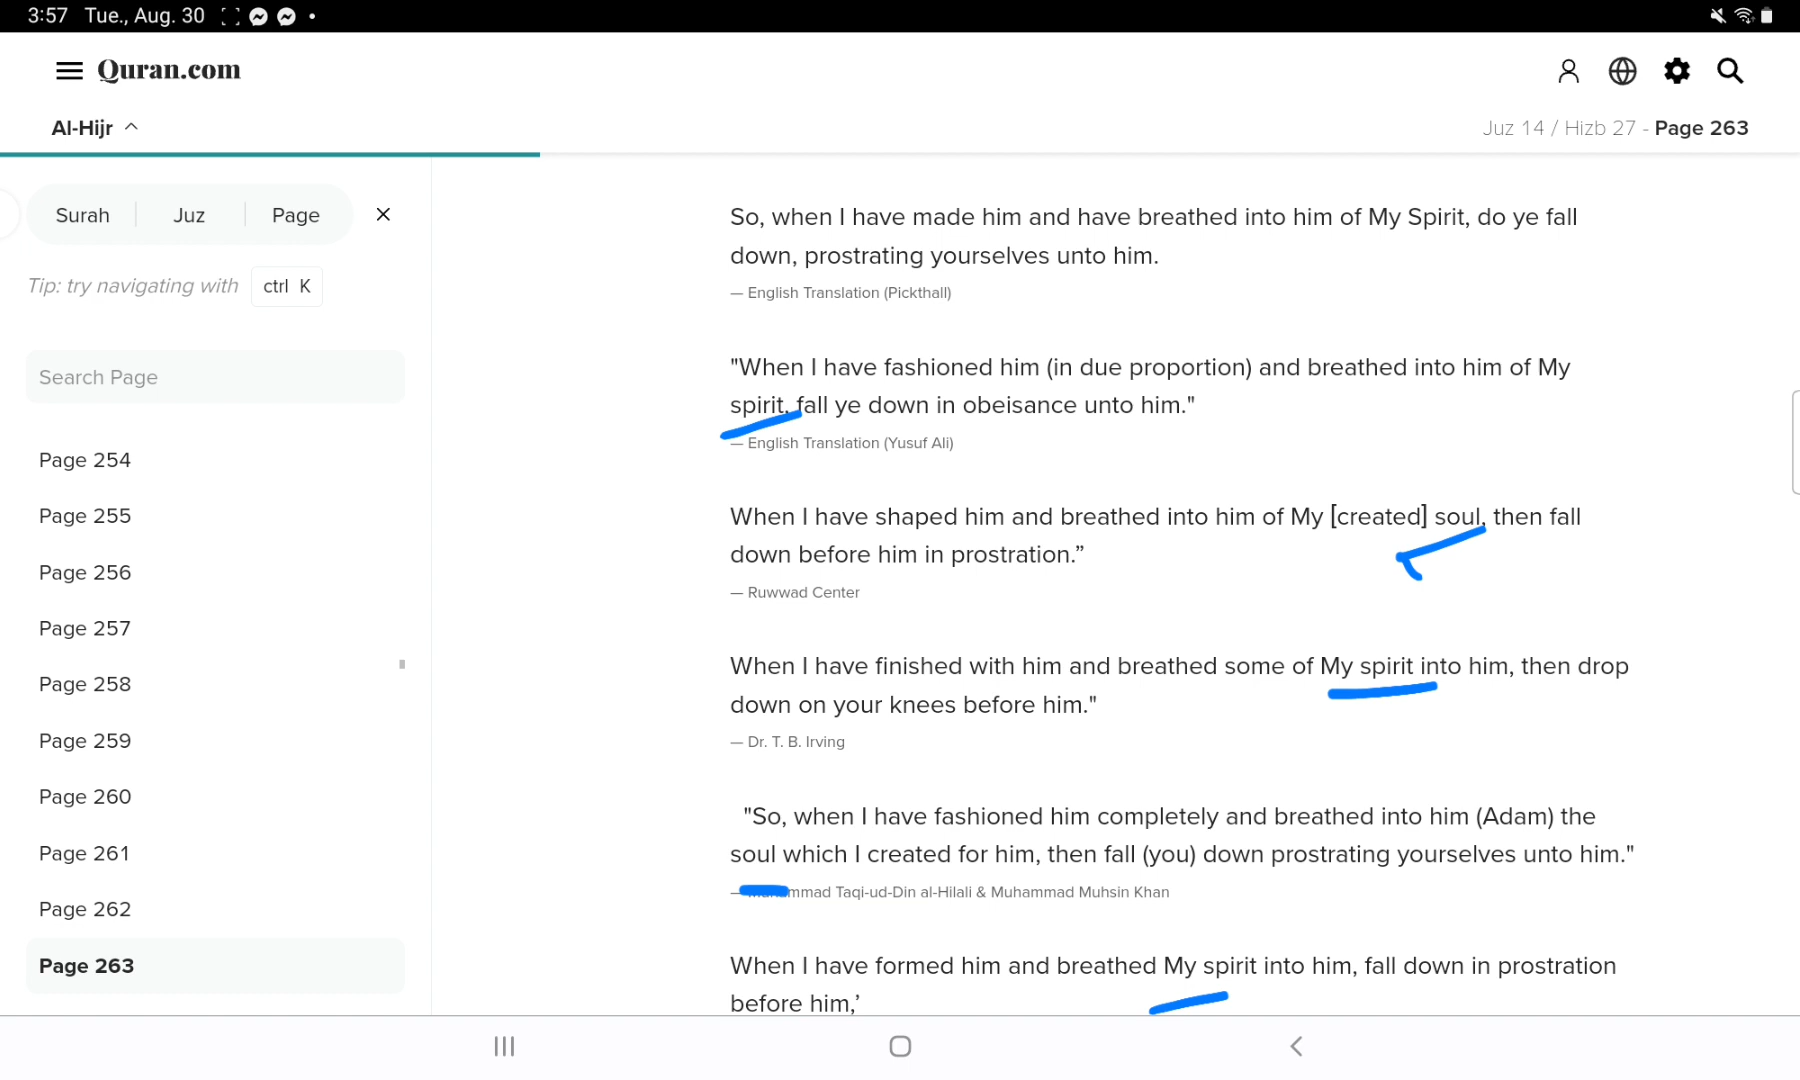 3:57 Tue., Aug. 30
Quran.com
Al-Hijr
Juz 14 / Hizb 27 - Page 263
Surah Juz Page
Tip: try navigating with ctrl K
Search Page
Page 254
Page 255
Page 256
Page 257
Page 258
Page 259
Page 260
Page 261
Page 262
Page 263
So, when I have made him and have breathed into him of My Spirit, do ye fall
down, prostrating yourselves unto him.
— English Translation (Pickthall)
"When I have fashioned him (in due proportion) and breathed into him of My
spirit, fall ye down in obeisance unto him."
— English Translation (Yusuf Ali)
When I have shaped him and breathed into him of My [created] soul, then fall
down before him in prostration.”
— Ruwwad Center
When I have finished with him and breathed some of My spirit into him, then drop
down on your knees before him."
— Dr. T. B. Irving
"So, when I have fashioned him completely and breathed into him (Adam) the
soul which I created for him, then fall (you) down prostrating yourselves unto him."
— Muhammad Taqi-ud-Din al-Hilali & Muhammad Muhsin Khan
When I have formed him and breathed My spirit into him, fall down in prostration
before him,’